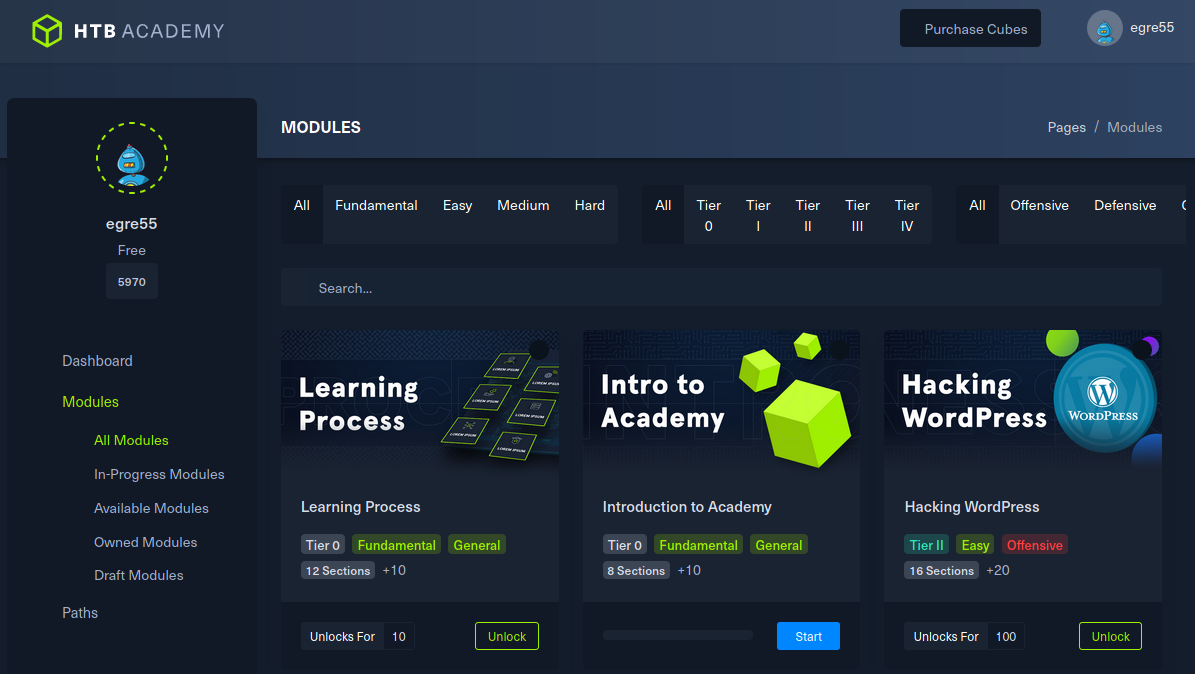 HTB ACADEMY
Purchase Cubes
egre55
MODULES
Pages / Modules
egre55
Free
5970
Dashboard
Modules
All Modules
In-Progress Modules
Available Modules
Owned Modules
Draft Modules
Paths
All Fundamental Easy Medium Hard
All Tier 0 Tier I Tier II Tier III Tier IV
All Offensive Defensive
Search...
Learning
Process
LOREM IPSUM
LOREM IPSUM
LOREM IPSUM
LOREM IPSUM
LOREM IPSUM
LOREM IPSUM
Learning Process
Tier 0 Fundamental General
12 Sections +10
Unlocks For 10 Unlock
Intro to
Academy
Introduction to Academy
Tier 0 Fundamental General
8 Sections +10
Start
Hacking
WordPress
WORDPRESS
Hacking WordPress
Tier II Easy Offensive
16 Sections +20
Unlocks For 100 Unlock